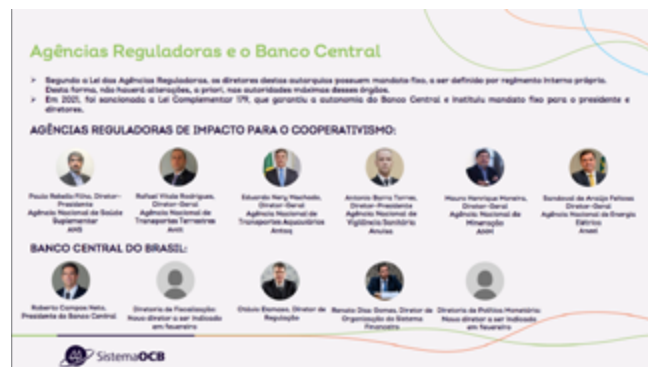 Agências Reguladoras e o Banco Central
➢ Segundo a Lei das Agências Reguladoras, os diretores destas autarquias possuem mandato fixo, a ser definido por regimento interno próprio.
Desta forma, não haverá alterações, a priori, nas autoridades máximas desses órgãos.
➢ Em 2021, foi sancionada a Lei Complementar 179, que garantiu a autonomia do Banco Central e instituiu mandato fixo para o presidente e
diretores.
AGÊNCIAS REGULADORAS DE IMPACTO PARA O COOPERATIVISMO:
Paulo Rebello Filho, Diretor-
Presidente
Agência Nacional de Saúde
Suplementar
ANS
Rafael Vitale Rodrigues,
Diretor-Geral
Agência Nacional de
Transportes Terrestres
Antt
Eduardo Nery Machado,
Diretor-Geral
Agência Nacional de
Transportes Aquaviários
Antaq
Antonio Barra Torres,
Diretor-Presidente
Agência Nacional de
Vigilância Sanitária
Anvisa
Mauro Henrique Moreira,
Diretor-Geral
Agência Nacional de
Mineração
ANM
Sandoval de Araújo Feitosa
Diretor-Geral
Agência Nacional de Energia
Elétrica
Aneel
BANCO CENTRAL DO BRASIL:
Roberto Campos Neto,
Presidente do Banco Central
Diretoria de Fiscalização:
Novo diretor a ser indicado
em fevereiro
Otávio Damaso, Diretor de
Regulação
Renato Dias Gomes, Diretor de
Organização do Sistema
Financeiro
Diretoria de Política Monetária:
Novo diretor a ser indicado
em fevereiro
SistemaOCB